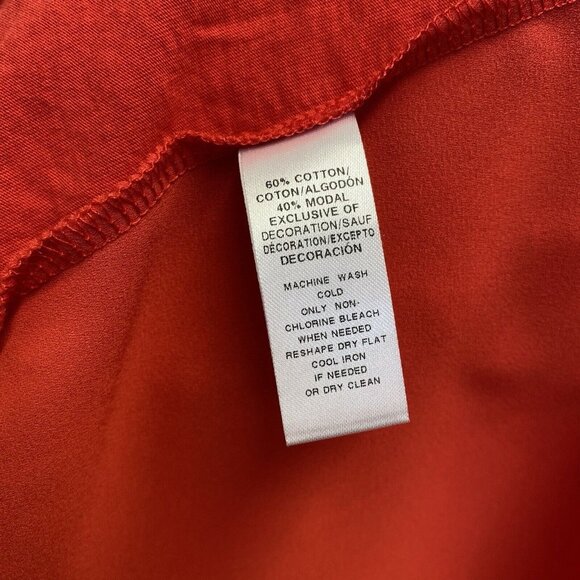 60% COTTON/
COTON/ALGODÓN
40% MODAL
EXCLUSIVE OF
DECORATION/SAUF
DÉCORATION/EXCEPTO
DECORACIÓN
MACHINE WASH
COLD
ONLY NON-
CHLORINE BLEACH
WHEN NEEDED
RESHAPE DRY FLAT
COOL IRON
IF NEEDED
OR DRY CLEAN